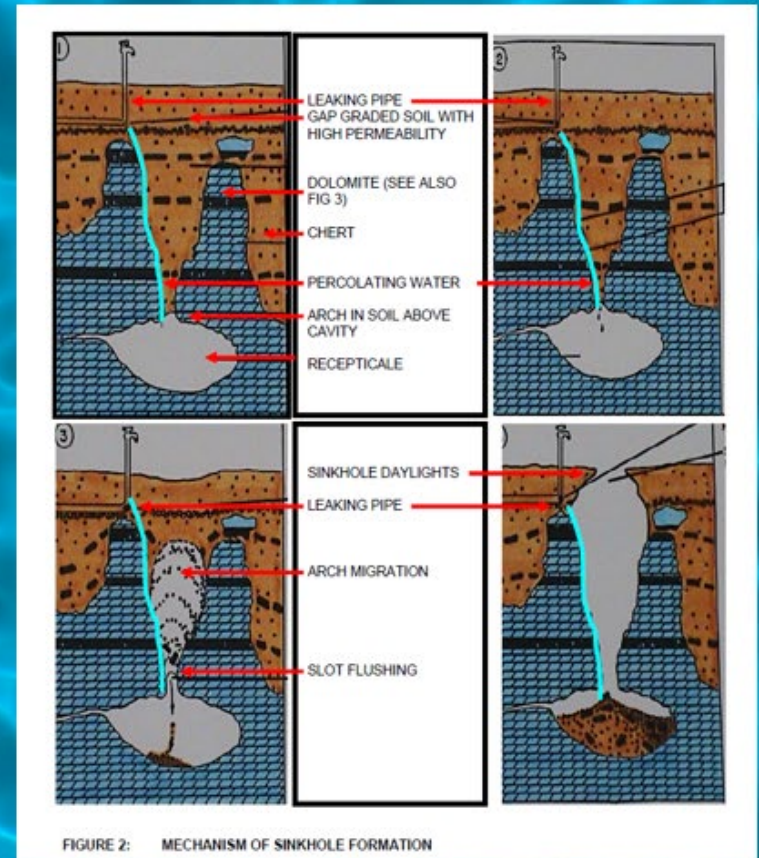 1
2
LEAKING PIPE
GAP GRADED SOIL WITH
HIGH PERMEABILITY
DOLOMITE (SEE ALSO
FIG 3)
CHERT
PERCOLATING WATER
ARCH IN SOIL ABOVE
CAVITY
RECEPTICALE
3
)
SINKHOLE DAYLIGHTS
LEAKING PIPE
ARCH MIGRATION
SLOT FLUSHING
FIGURE 2: MECHANISM OF SINKHOLE FORMATION